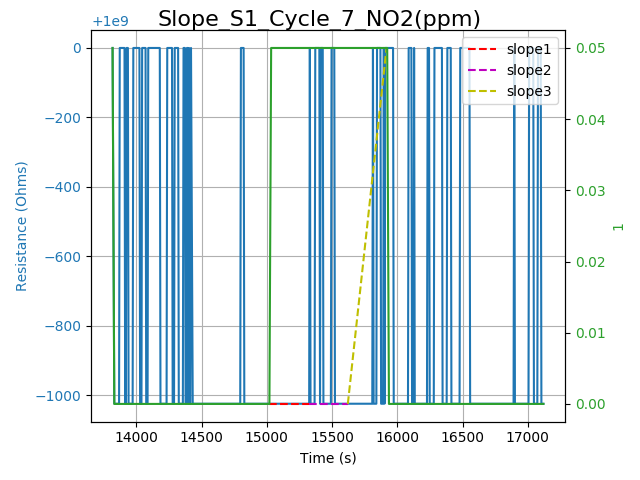 Slope_S1_Cycle_7_NO2(ppm)
+1e9
slope1
slope2
slope3
0
−200
−400
−600
−800
−1000
Resistance (Ohms)
0.05
0.04
0.03
0.02
0.01
0.00
1
14000 14500 15000 15500 16000 16500 17000
Time (s)